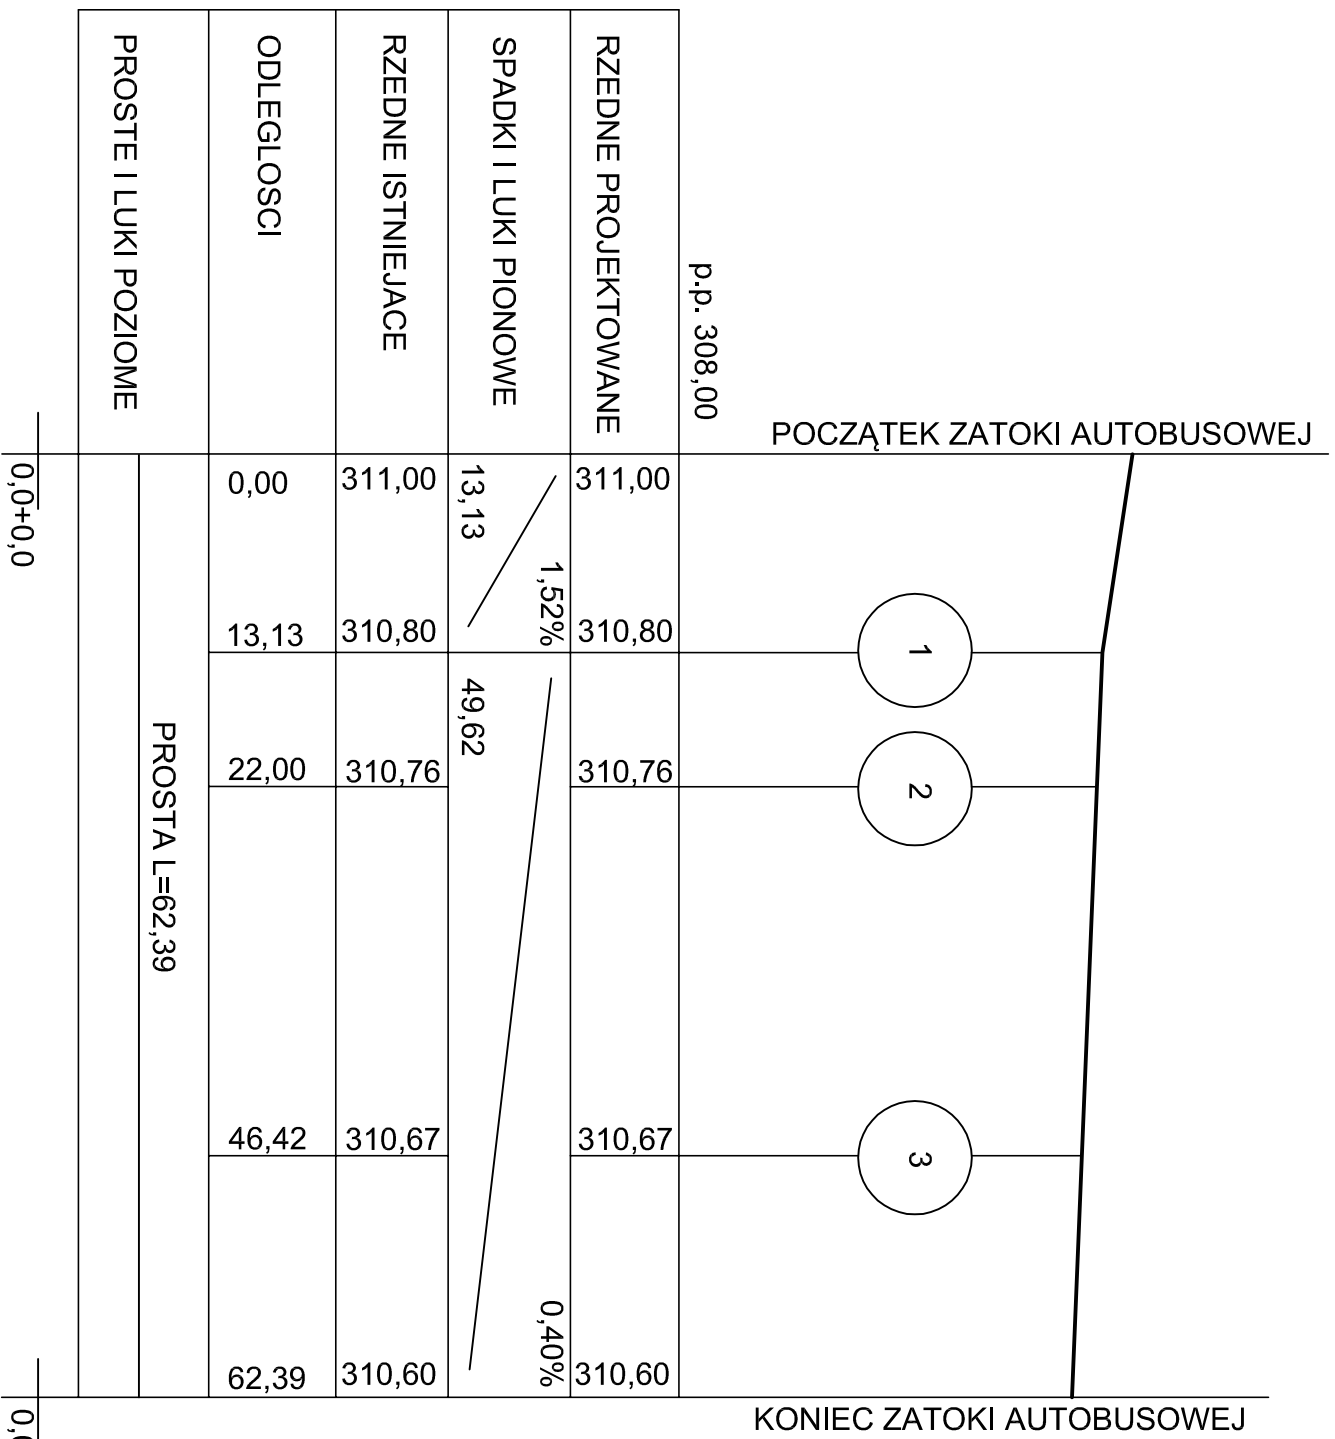 POCZĄTEK ZATOKI AUTOBUSOWEJ
KONIEC ZATOKI AUTOBUSOWEJ
1
2
3
p.p. 308,00
RZEDNE PROJEKTOWANE
311,00
310,80
310,76
310,67
310,60
SPADKI I LUKI PIONOWE
13,13
1,52%
49,62
0,40%
RZEDNE ISTNIEJACE
311,00
310,80
310,76
310,67
310,60
ODLEGLOSCI
0,00
13,13
22,00
46,42
62,39
PROSTE I LUKI POZIOME
PROSTA L=62,39
0,0+0,0